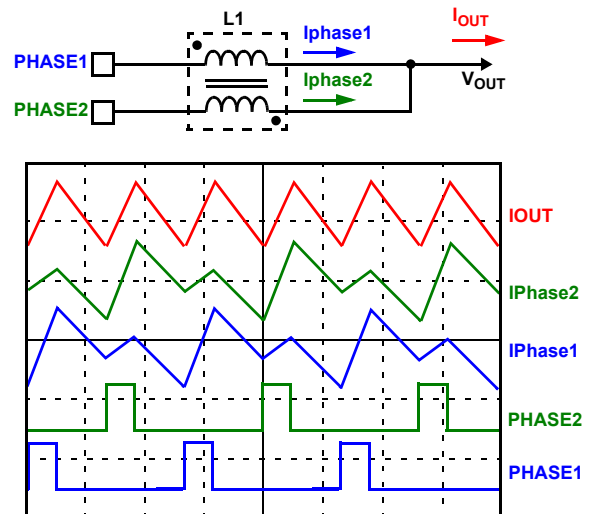 L1
Iphase1
IOUT
PHASE1
VOUT
Iphase2
PHASE2
IOUT
IPhase2
IPhase1
PHASE2
PHASE1